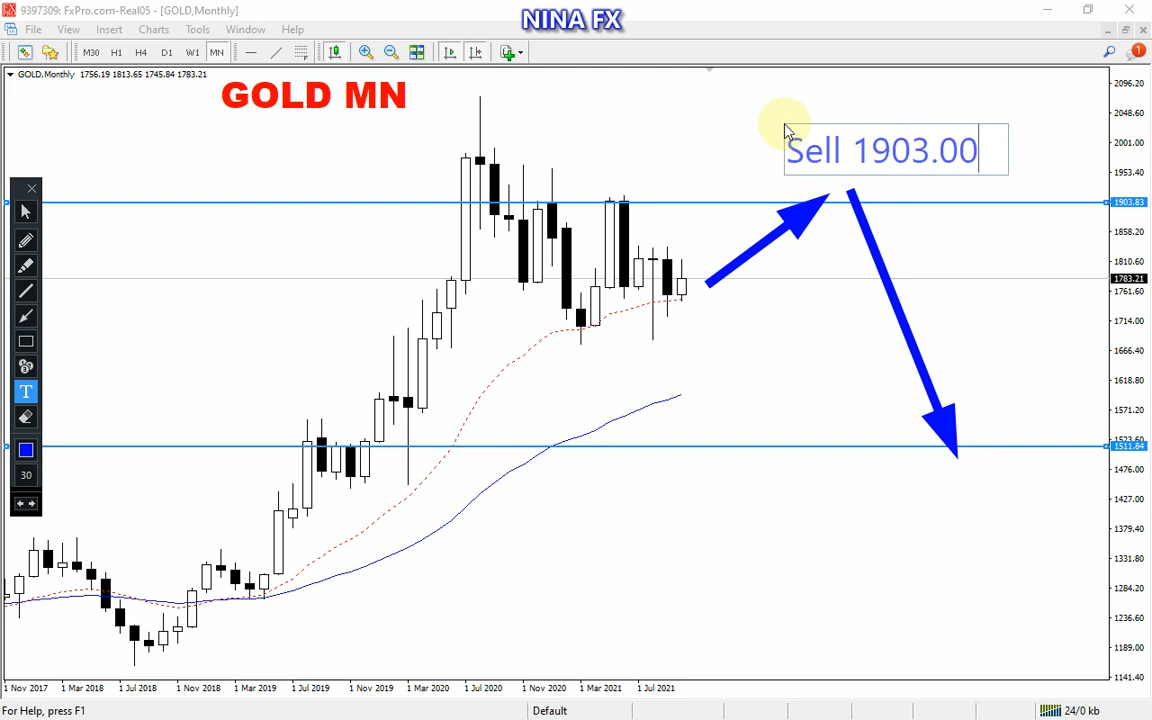 9397309: FxPro.com-Real05 - [GOLD,Monthly]
NINA FX
File View Insert Charts Tools Window Help
M30 H1 H4 D1 W1 MN
1
GOLD,Monthly 1756.19 1813.65 1745.84 1783.21
GOLD MN
Sell 1903.00
T
30
2096.20
2048.60
2001.00
1953.40
1903.83
1858.20
1810.60
1783.21
1761.60
1714.00
1666.40
1618.80
1571.20
1523.60
1511.84
1476.00
1427.00
1379.40
1331.80
1284.20
1236.60
1189.00
1141.40
1 Nov 2017 1 Mar 2018 1 Jul 2018 1 Nov 2018 1 Mar 2019 1 Jul 2019 1 Nov 2019 1 Mar 2020 1 Jul 2020 1 Nov 2020 1 Mar 2021 1 Jul 2021
For Help, press F1
Default
24/0 kb